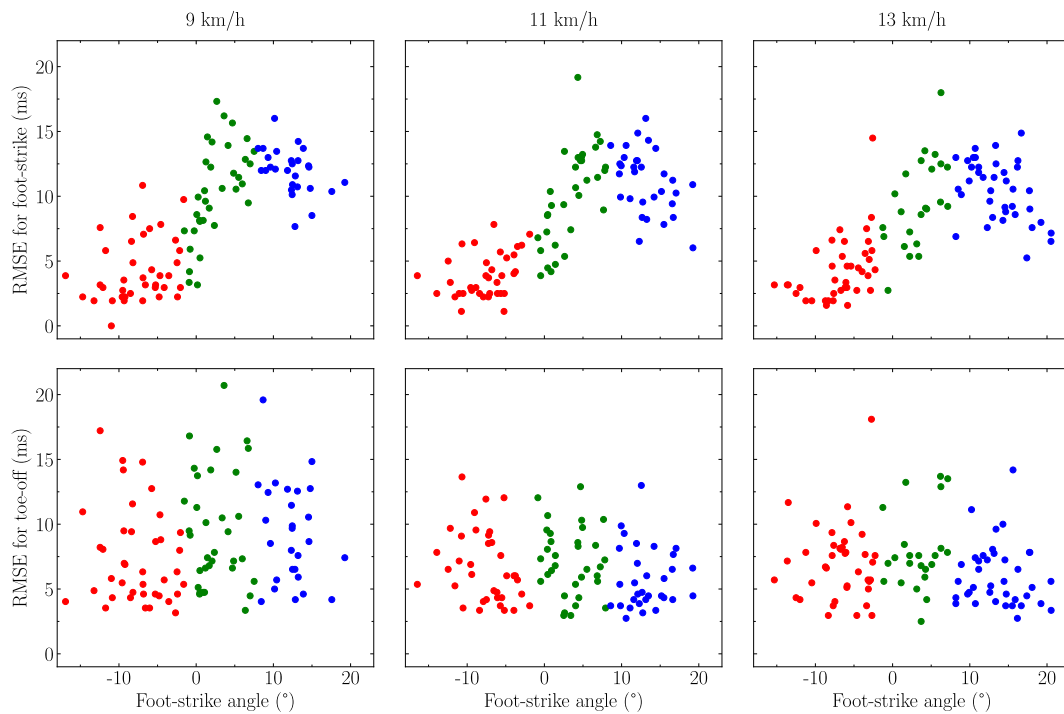 9 km/h 11 km/h 13 km/h
RMSE for foot-strike (ms)
20
15
10
5
0
RMSE for toe-off (ms)
20
15
10
5
0
-10 0 10 20 -10 0 10 20 -10 0 10 20
Foot-strike angle (°) Foot-strike angle (°) Foot-strike angle (°)